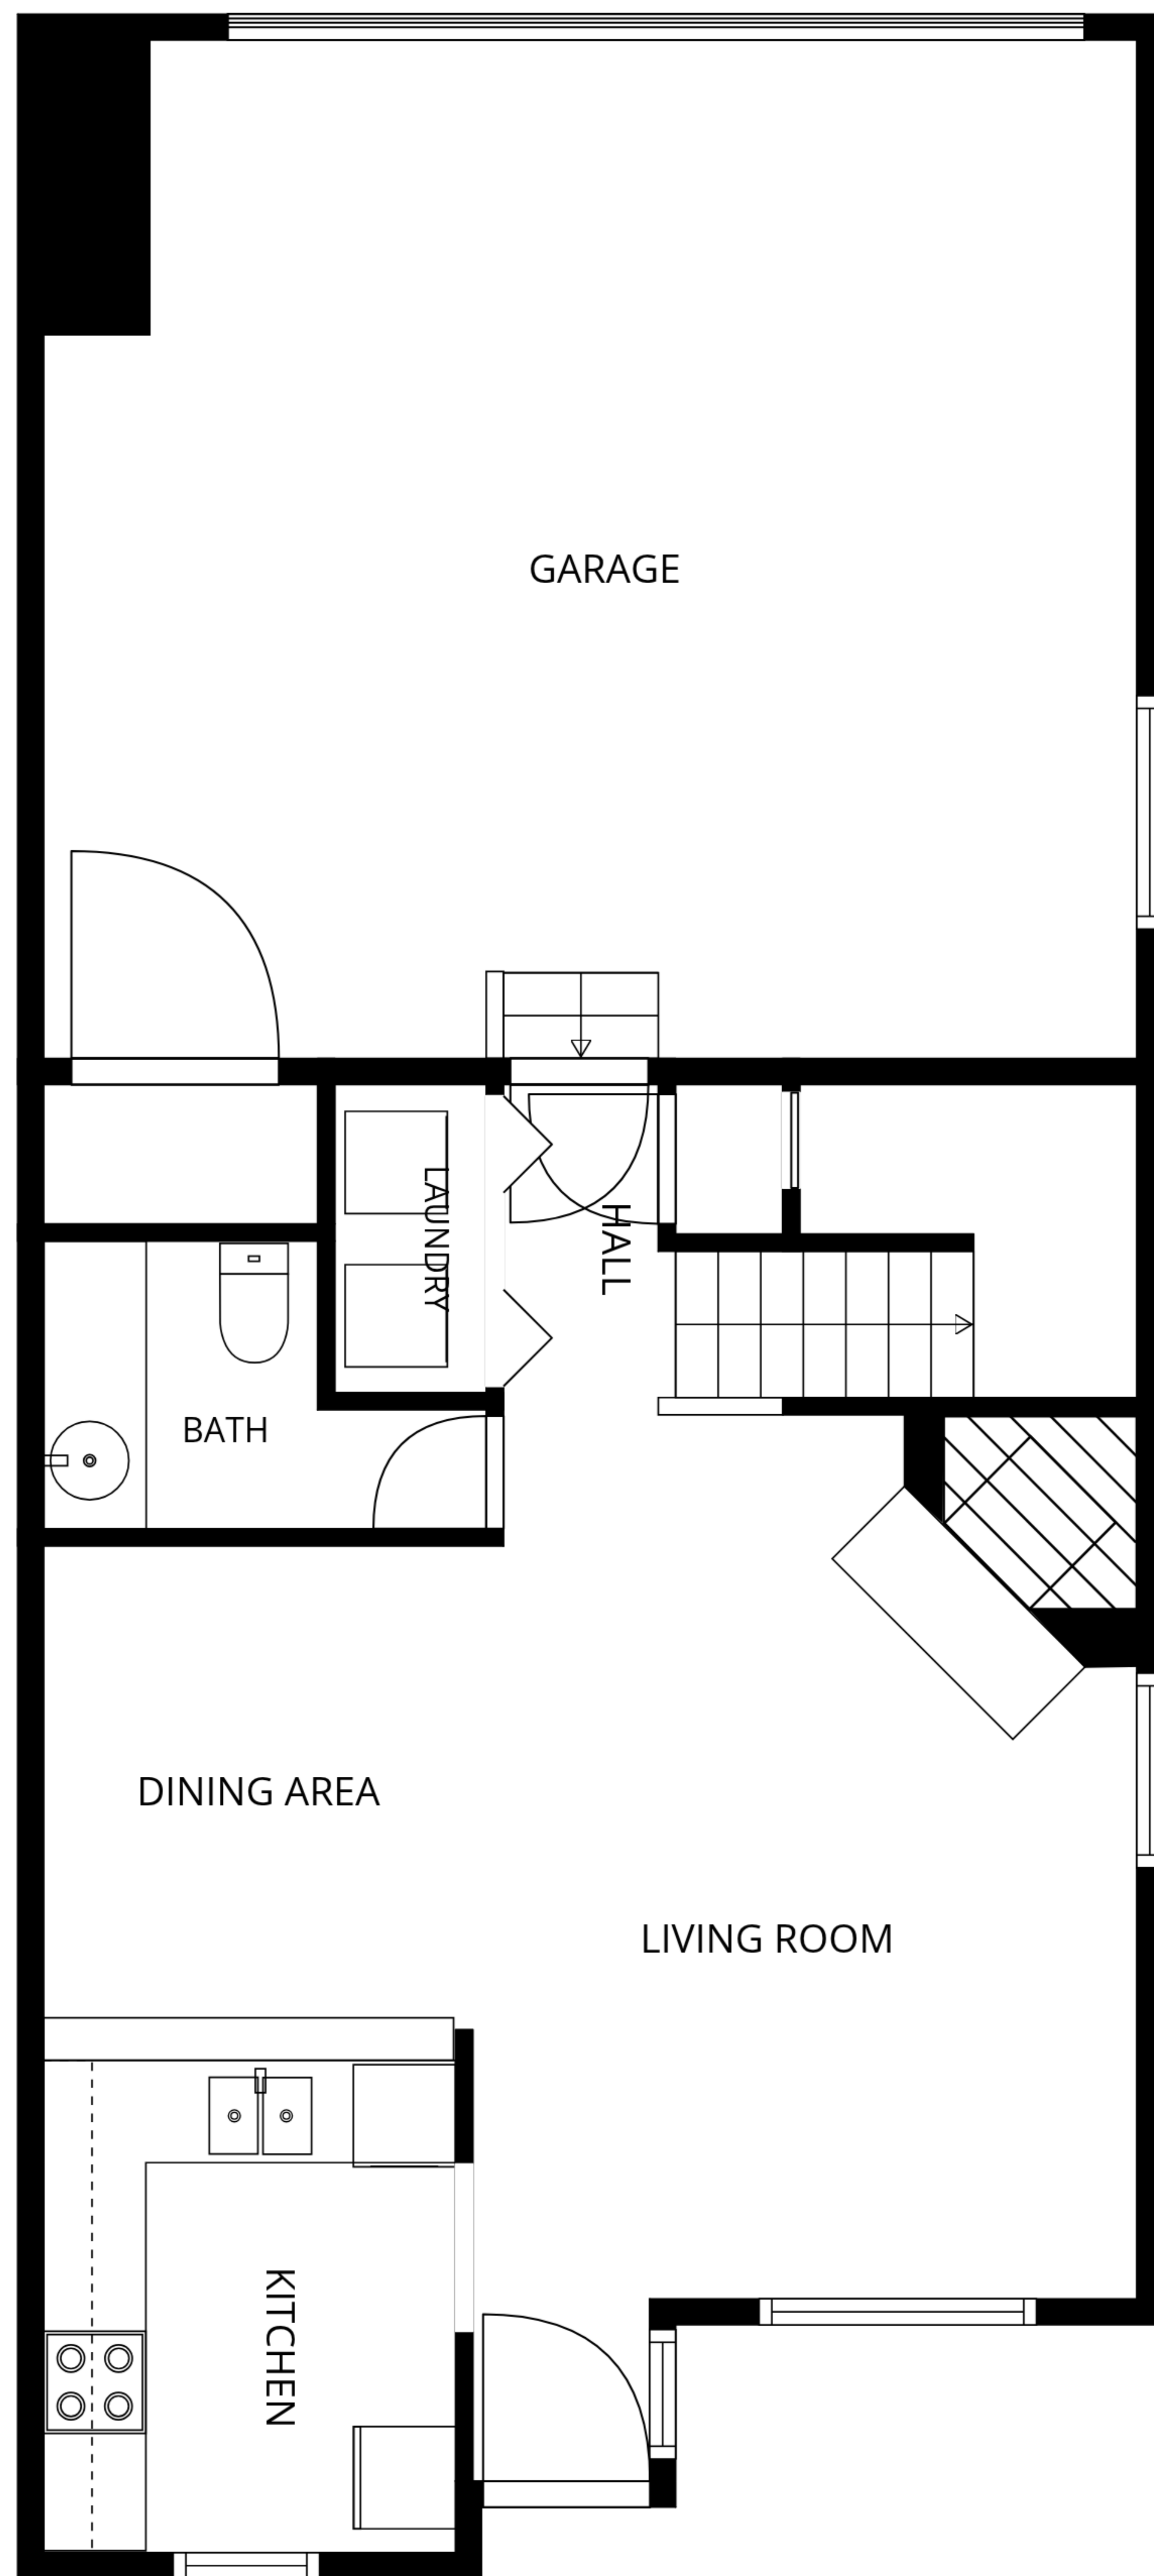 GARAGE
LAUNDRY
HALL
BATH
DINING AREA
LIVING ROOM
KITCHEN